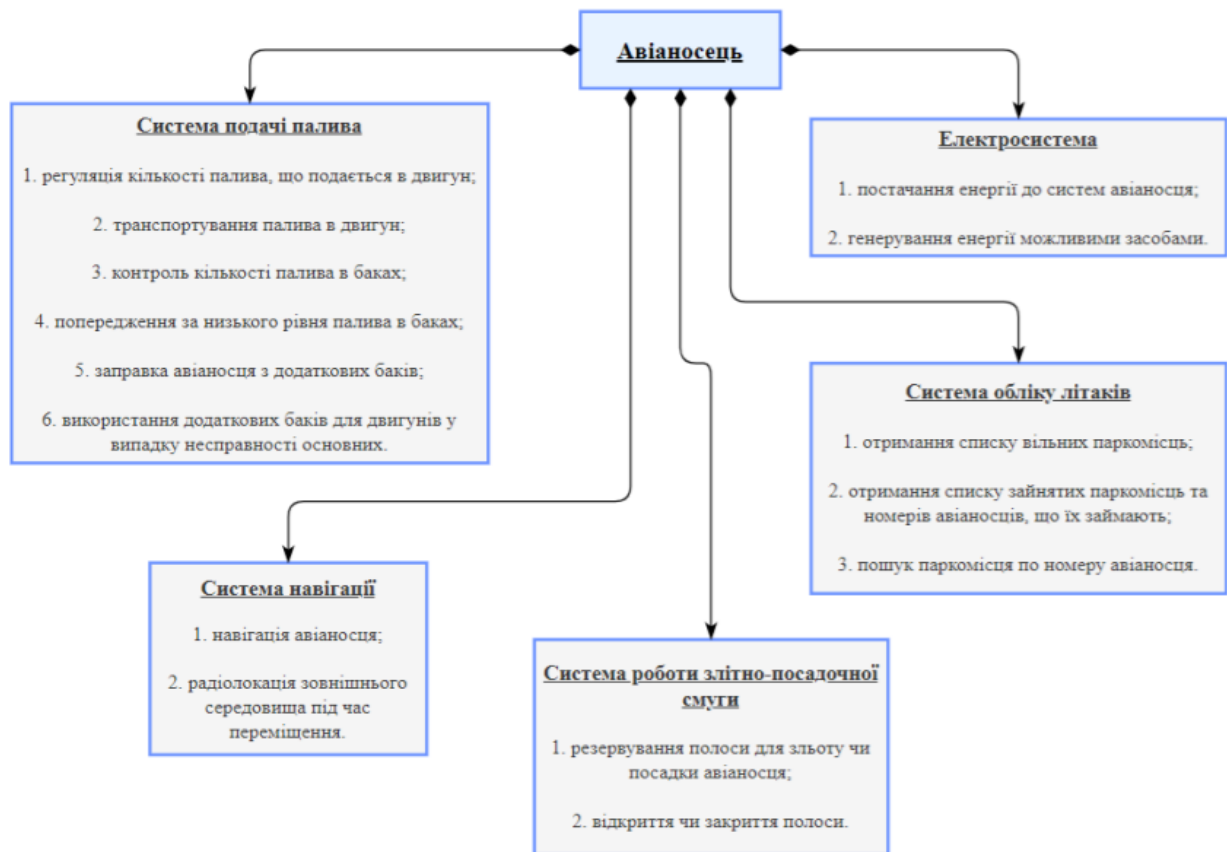 Авіаносець
Система подачі палива
1. регуляція кількості палива, що подається в двигун;
2. транспортування палива в двигун;
3. контроль кількості палива в баках;
4. попередження за низького рівня палива в баках;
5. заправка авіаносця з додаткових баків;
6. використання додаткових баків для двигунів у
випадку несправності основних.
Електросистема
1. постачання енергії до систем авіаносця;
2. генерування енергії можливими засобами.
Система обліку літаків
1. отримання списку вільних паркомісць;
2. отримання списку зайнятих паркомісць та
номерів авіаносців, що їх займають;
3. пошук паркомісця по номеру авіаносця.
Система навігації
1. навігація авіаносця;
2. радіолокація зовнішнього
середовища під час
переміщення.
Система роботи злітно-посадочної
смуги
1. резервування полоси для зльоту чи
посадки авіаносця;
2. відкриття чи закриття полоси.